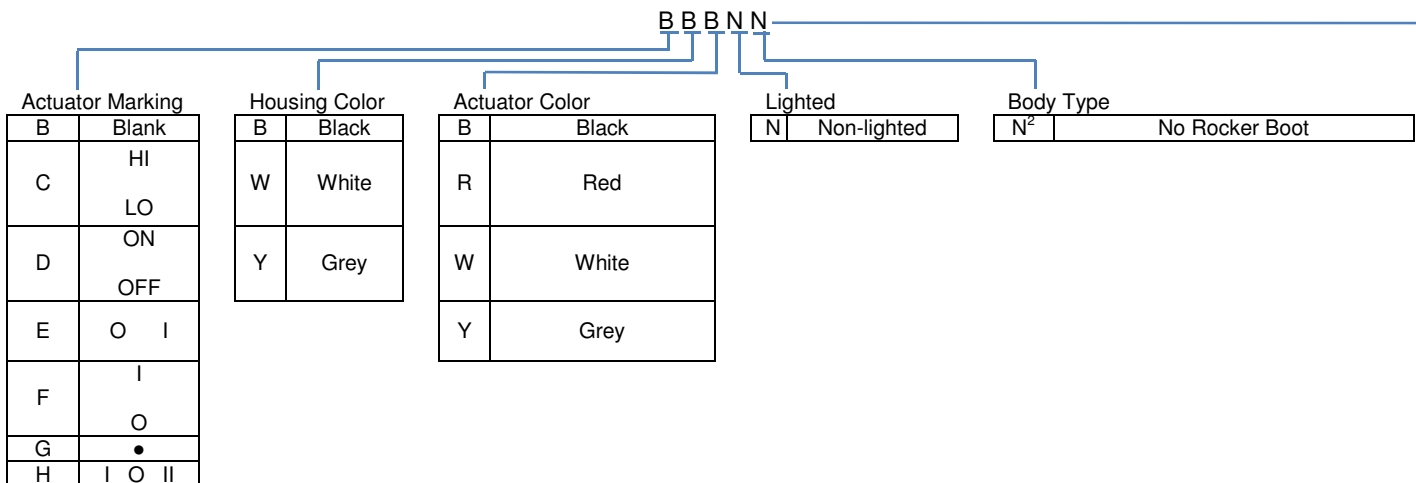 B B B N N
Actuator Marking
B Blank
C HI
LO
D ON
OFF
E O I
F I
O
G ●
H I O II
Housing Color
B Black
W White
Y Grey
Actuator Color
B Black
R Red
W White
Y Grey
Lighted
N Non-lighted
Body Type
N² No Rocker Boot